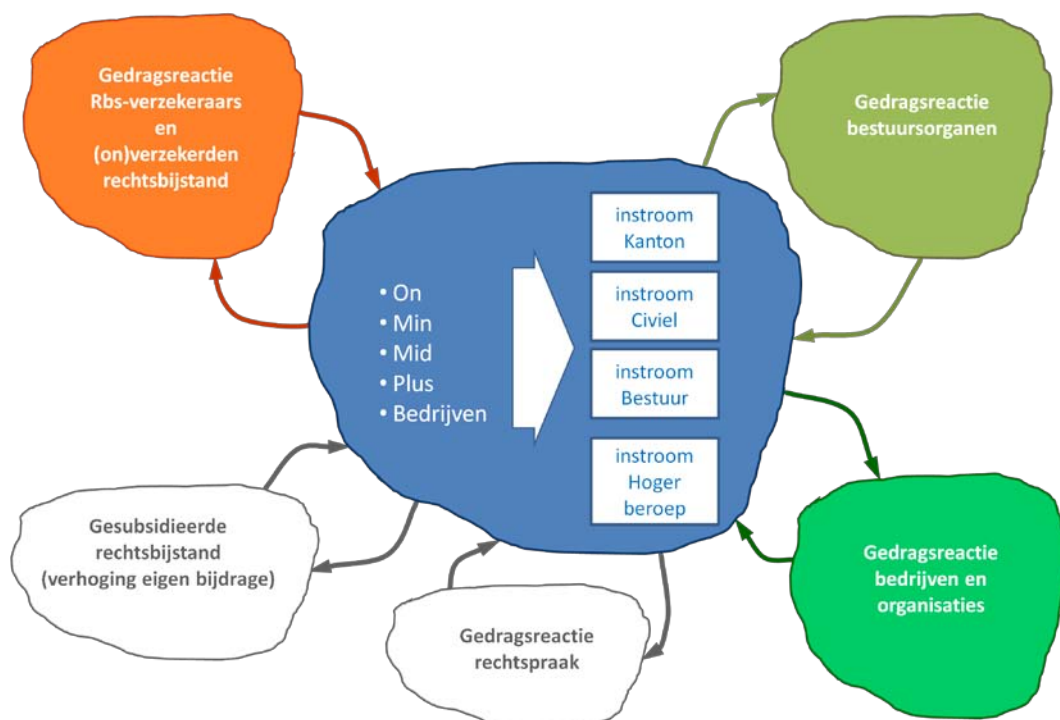 Gedragsreactie
Rbs-verzekeraars
en
(on)verzekerden
rechtsbijstand
Gedragsreactie
bestuursorganen
• On
• Min
• Mid
• Plus
• Bedrijven
instroom
Kanton
instroom
Civiel
instroom
Bestuur
instroom
Hoger
beroep
Gesubsidieerde
rechtsbijstand
(verhoging eigen bijdrage)
Gedragsreactie
rechtspraak
Gedragsreactie
bedrijven en
organisaties